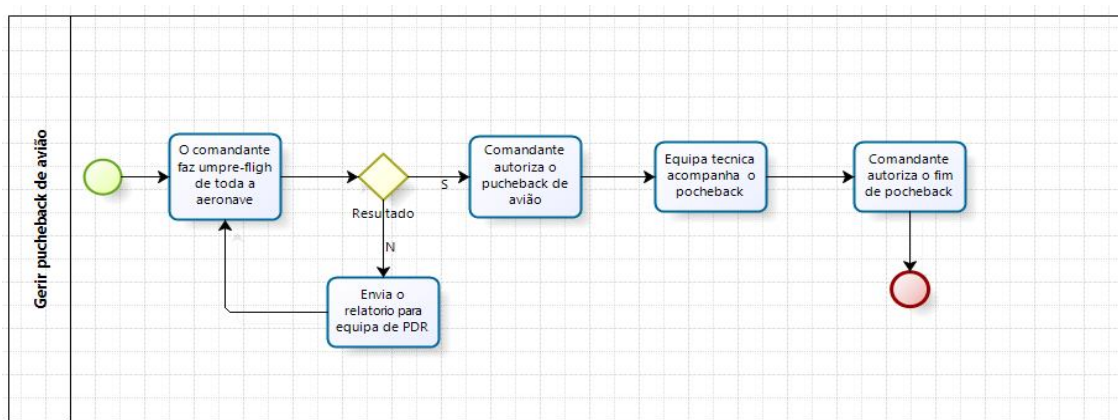 Gerir pucheback de avião
O comandante
faz umpre-fligh
de toda a
aeronave
Resultado
S
N
Comandante
autoriza o
pucheback de
avião
Equipa tecnica
acompanha o
pocheback
Comandante
autoriza o fim
de pocheback
Envia o
relatorio para
equipa de PDR